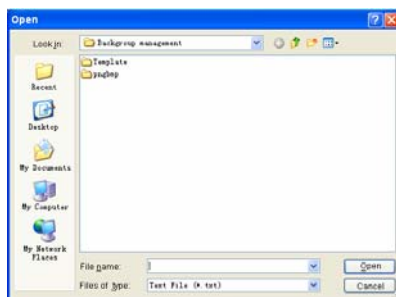 Open
Look in:
Backgroup management
Template
pngbmp
Recent
Desktop
My Documents
My Computer
My Network
Places
File name:
Open
Files of type:
Text File (*.txt)
Cancel